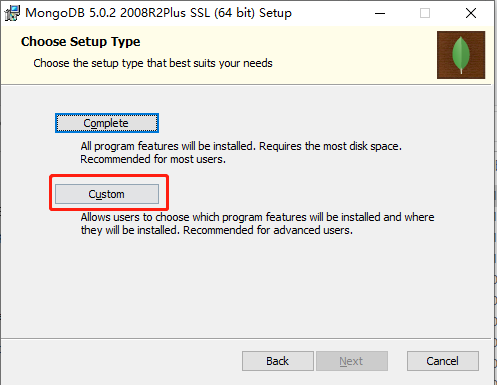 MongoDB 5.0.2 2008R2Plus SSL (64 bit) Setup
Choose Setup Type
Choose the setup type that best suits your needs
Complete
All program features will be installed. Requires the most disk space.
Recommended for most users.
Custom
Allows users to choose which program features will be installed and where
they will be installed. Recommended for advanced users.
Back
Next
Cancel